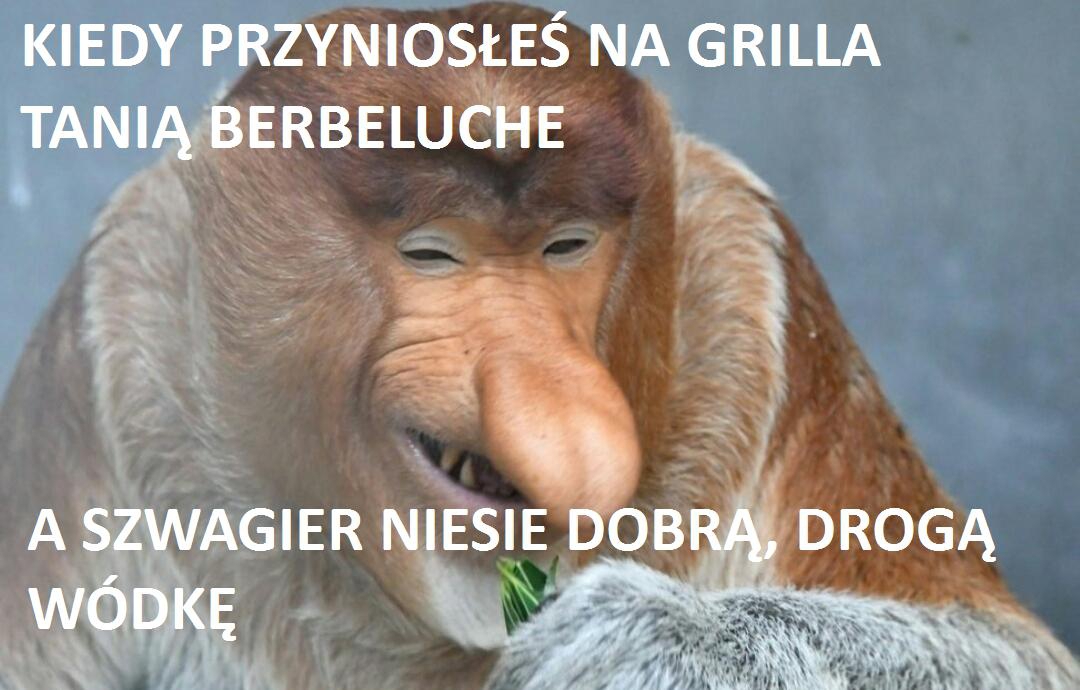 KIEDY PRZYNIOSŁEŚ NA GRILLA
TANIĄ BERBELUCHE
A SZWAGIER NIESIE DOBRĄ, DROGĄ
WÓDKĘ